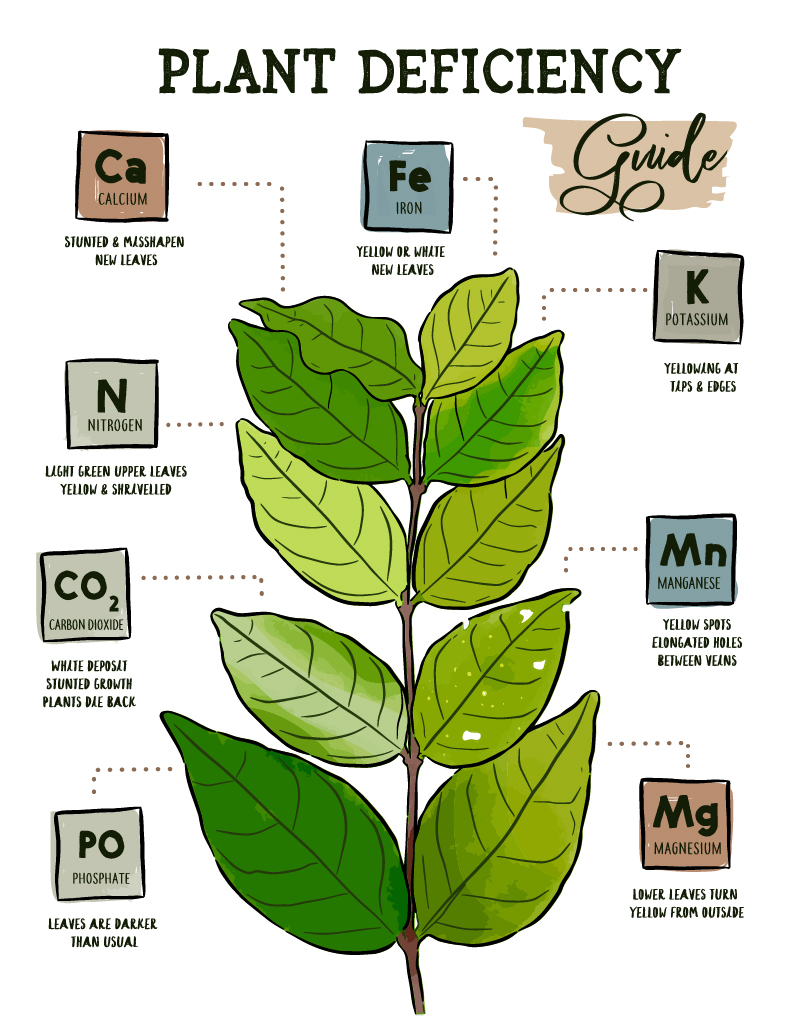 PLANT DEFICIENCY
Guide
Ca
CALCIUM
STUNTED & MISSHAPEN
NEW LEAVES
Fe
IRON
YELLOW OR WHITE
NEW LEAVES
K
POTASSIUM
YELLOWING AT
TIPS & EDGES
N
NITROGEN
LIGHT GREEN UPPER LEAVES
YELLOW & SHRIVELLED
Mn
MANGANESE
YELLOW SPOTS
ELONGATED HOLES
BETWEEN VEINS
CO₂
CARBON DIOXIDE
WHITE DEPOSIT
STUNTED GROWTH
PLANTS DIE BACK
Mg
MAGNESIUM
LOWER LEAVES TURN
YELLOW FROM OUTSIDE
PO
PHOSPHATE
LEAVES ARE DARKER
THAN USUAL